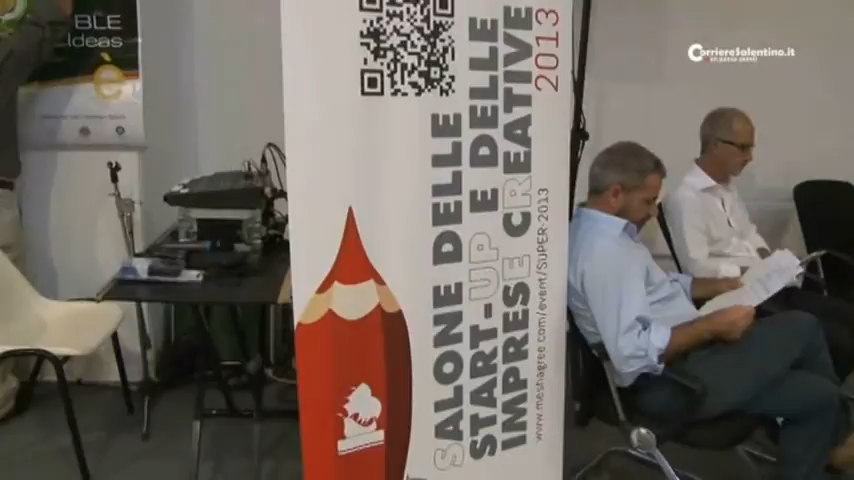 BLE
Ideas
CorriereSalentino.it
SALONE DELLE
START-UP E DELLE
IMPRESE CREATIVE
2013
www.meshagree.com/event/SUPER-2013